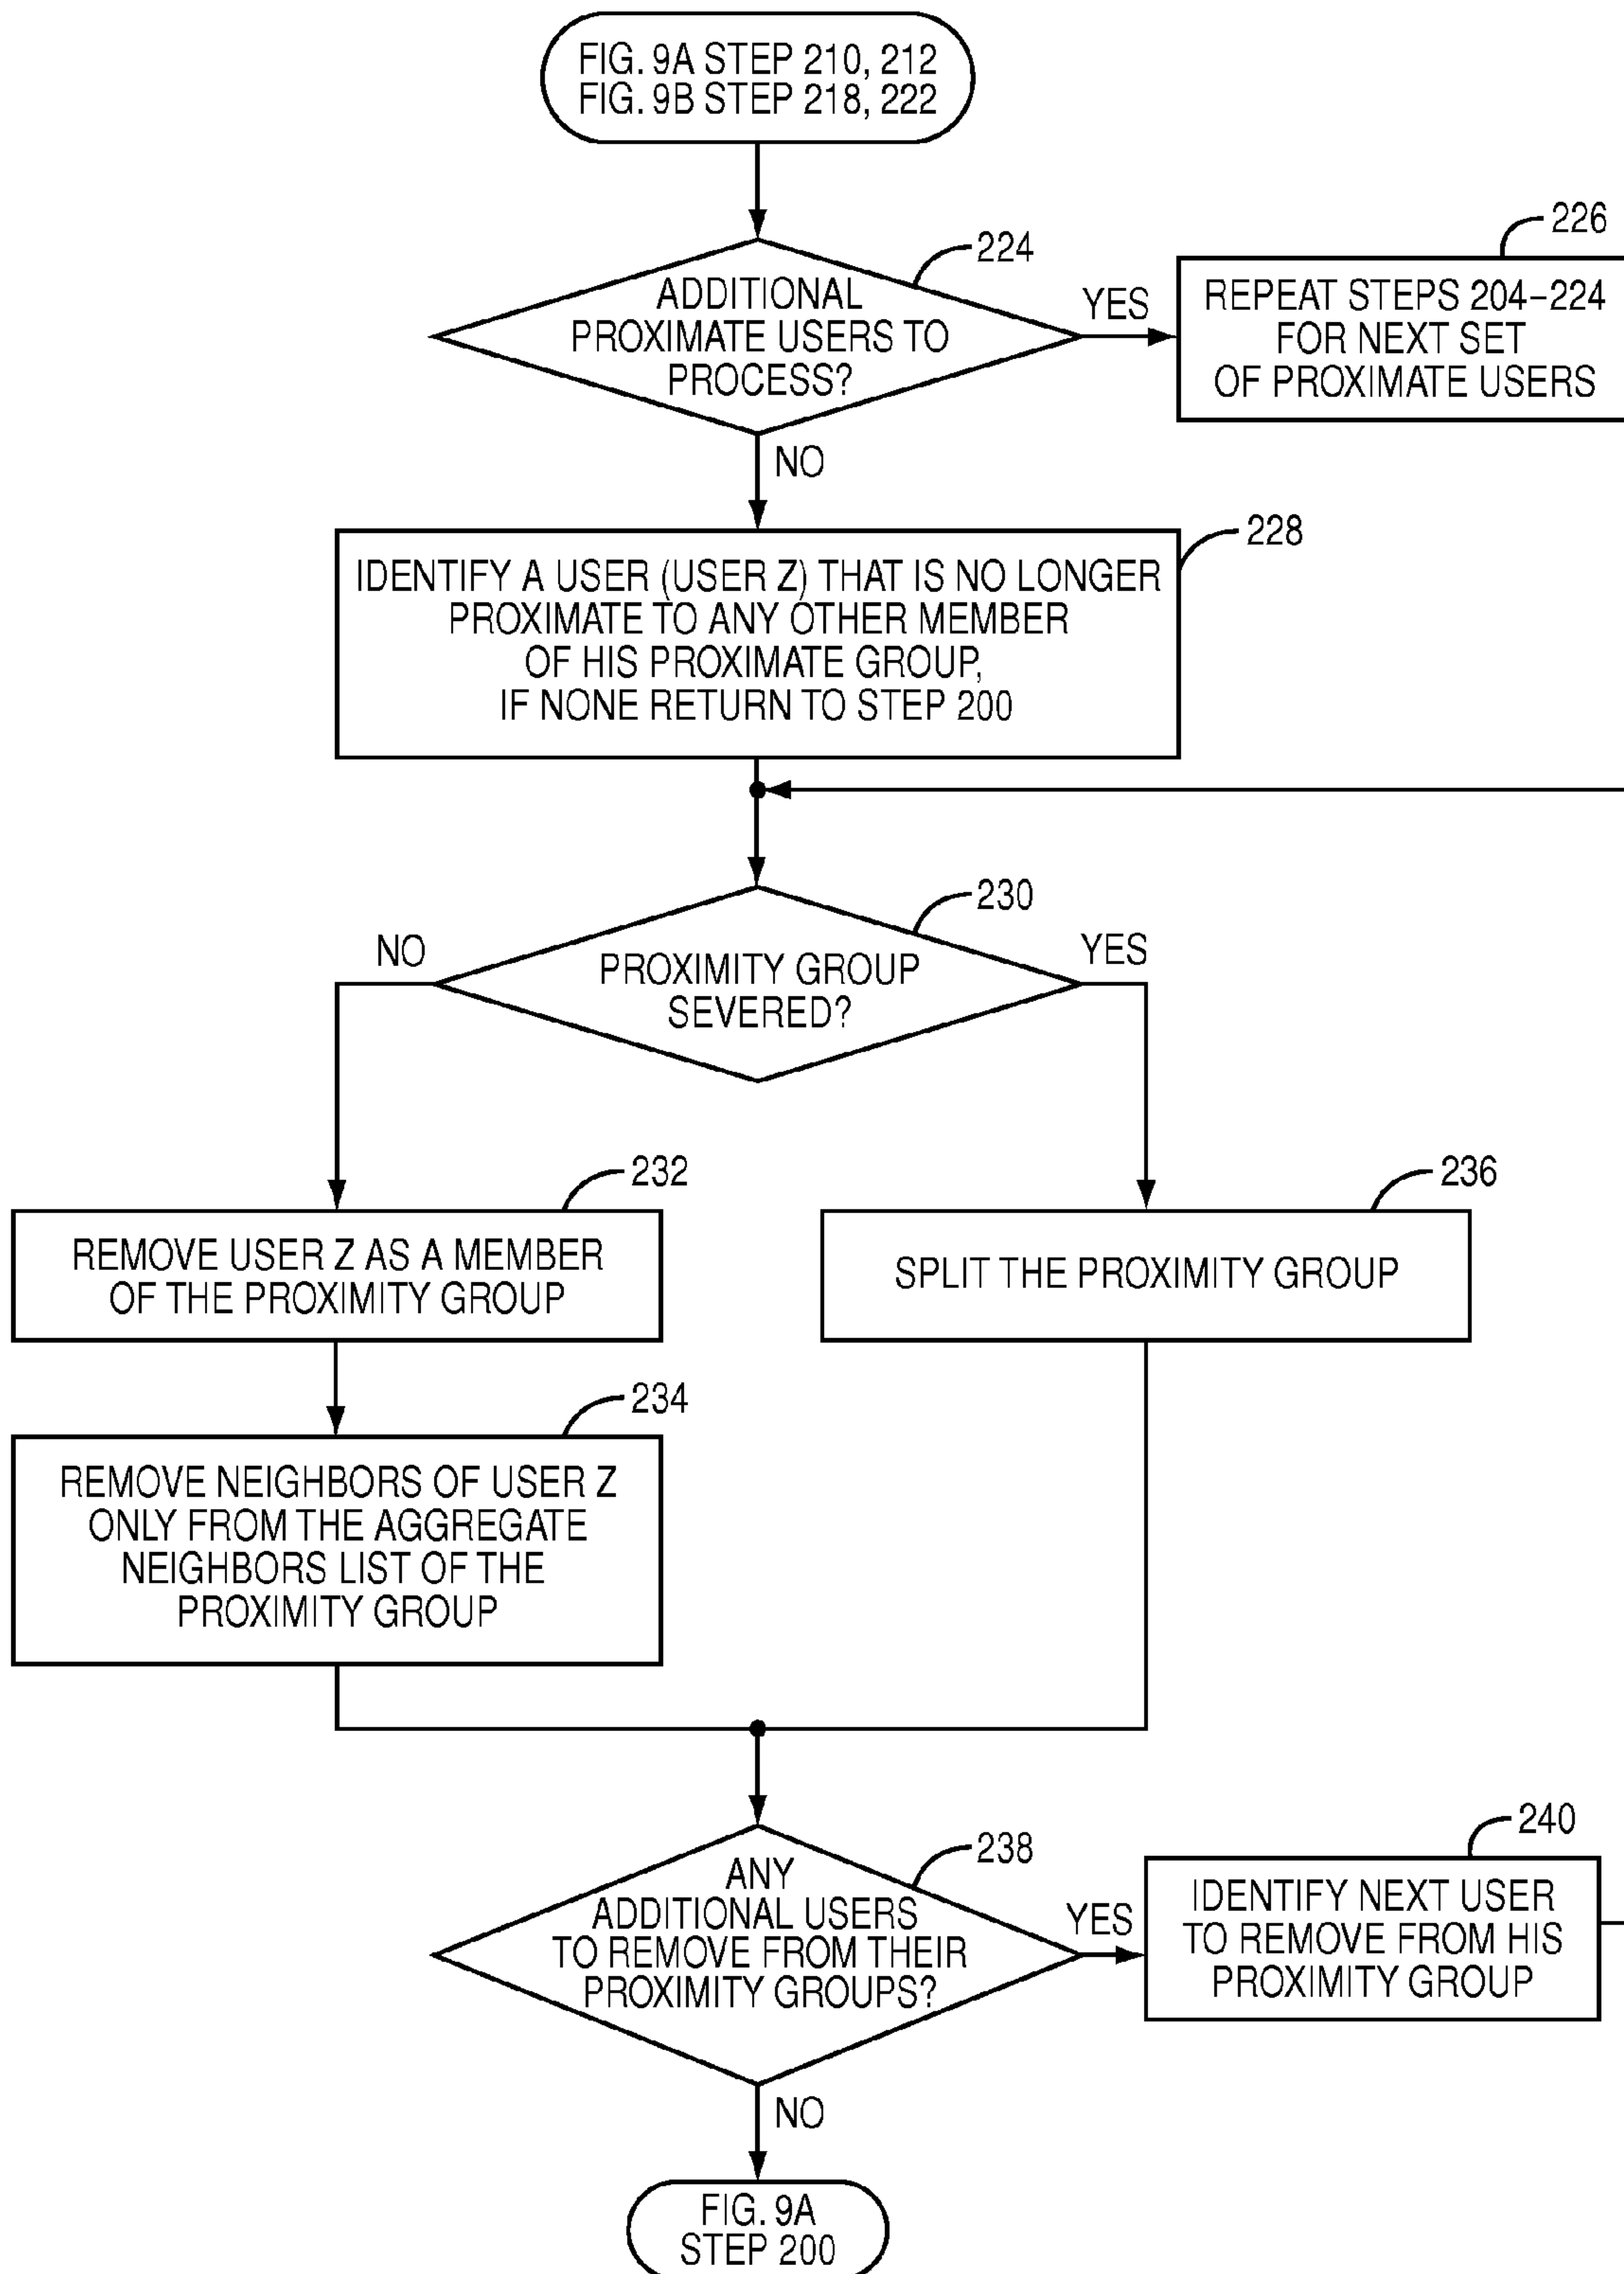 FIG. 9A STEP 210, 212
FIG. 9B STEP 218, 222
224
ADDITIONAL
PROXIMATE USERS TO
PROCESS?
YES
226
REPEAT STEPS 204–224
FOR NEXT SET
OF PROXIMATE USERS
NO
228
IDENTIFY A USER (USER Z) THAT IS NO LONGER
PROXIMATE TO ANY OTHER MEMBER
OF HIS PROXIMATE GROUP,
IF NONE RETURN TO STEP 200
230
NO
PROXIMITY GROUP
SEVERED?
YES
232
REMOVE USER Z AS A MEMBER
OF THE PROXIMITY GROUP
236
SPLIT THE PROXIMITY GROUP
234
REMOVE NEIGHBORS OF USER Z
ONLY FROM THE AGGREGATE
NEIGHBORS LIST OF THE
PROXIMITY GROUP
238
ANY
ADDITIONAL USERS
TO REMOVE FROM THEIR
PROXIMITY GROUPS?
YES
240
IDENTIFY NEXT USER
TO REMOVE FROM HIS
PROXIMITY GROUP
NO
FIG. 9A
STEP 200